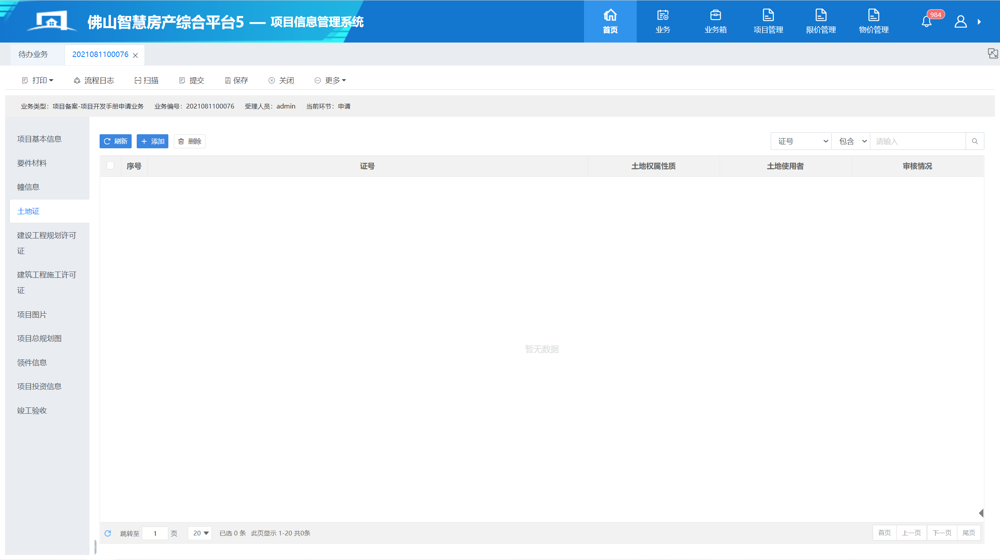 佛山智慧房产综合平台5 — 项目信息管理系统
首页
业务
业务箱
项目管理
限价管理
物价管理
984
待办业务
2021081100076
打印
流程日志
扫描
提交
保存
关闭
更多
业务类型：项目备案-项目开发手册申请业务 业务编号：2021081100076 受理人员：admin 当前环节：申请
项目基本信息
要件材料
幢信息
土地证
建设工程规划许可
证
建筑工程施工许可
证
项目图片
项目总规划图
领件信息
项目投资信息
竣工验收
刷新
添加
删除
证号
包含
请输入
序号
证号
土地权属性质
土地使用者
审核情况
暂无数据
跳转至 1 页 20 已选 0 条 此页显示 1-20 共0条
首页
上一页
下一页
尾页